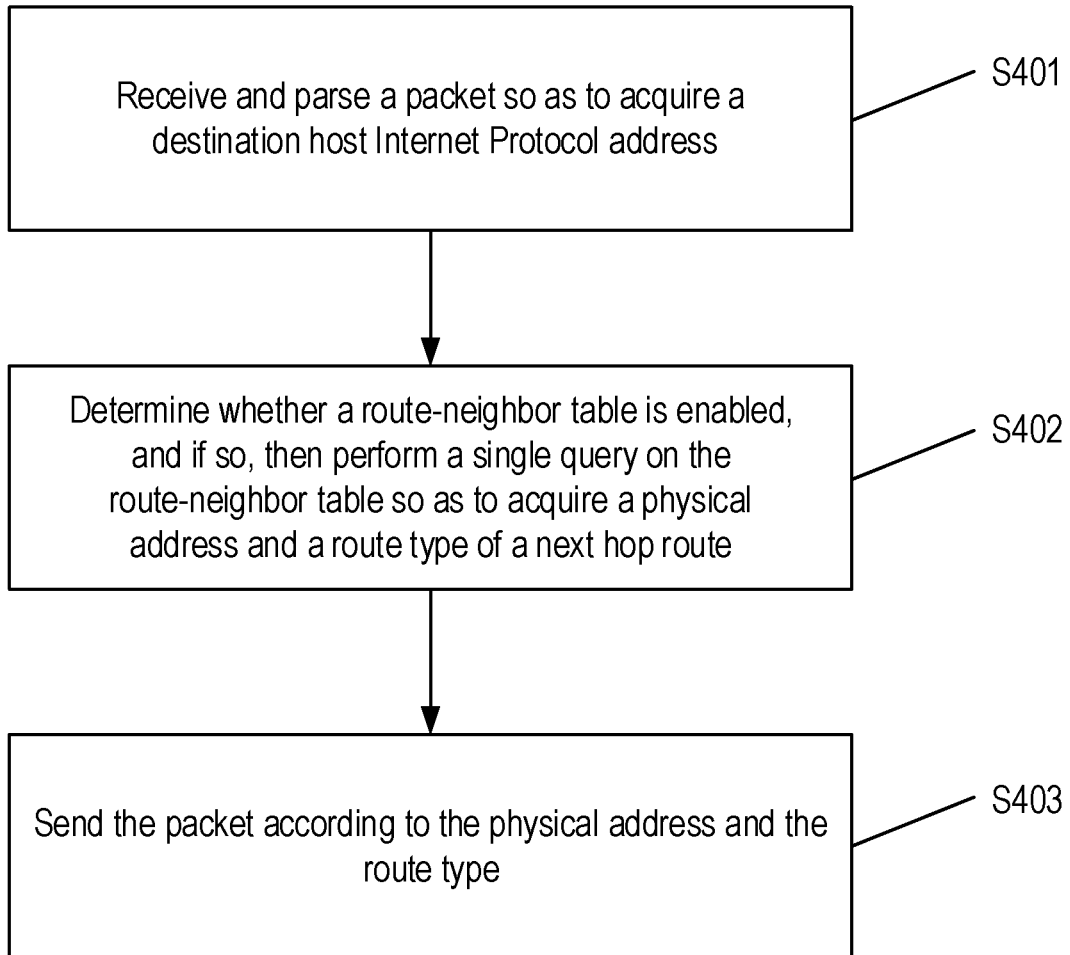 Receive and parse a packet so as to acquire a
destination host Internet Protocol address
S401
Determine whether a route-neighbor table is enabled,
and if so, then perform a single query on the
route-neighbor table so as to acquire a physical
address and a route type of a next hop route
S402
Send the packet according to the physical address and the
route type
S403